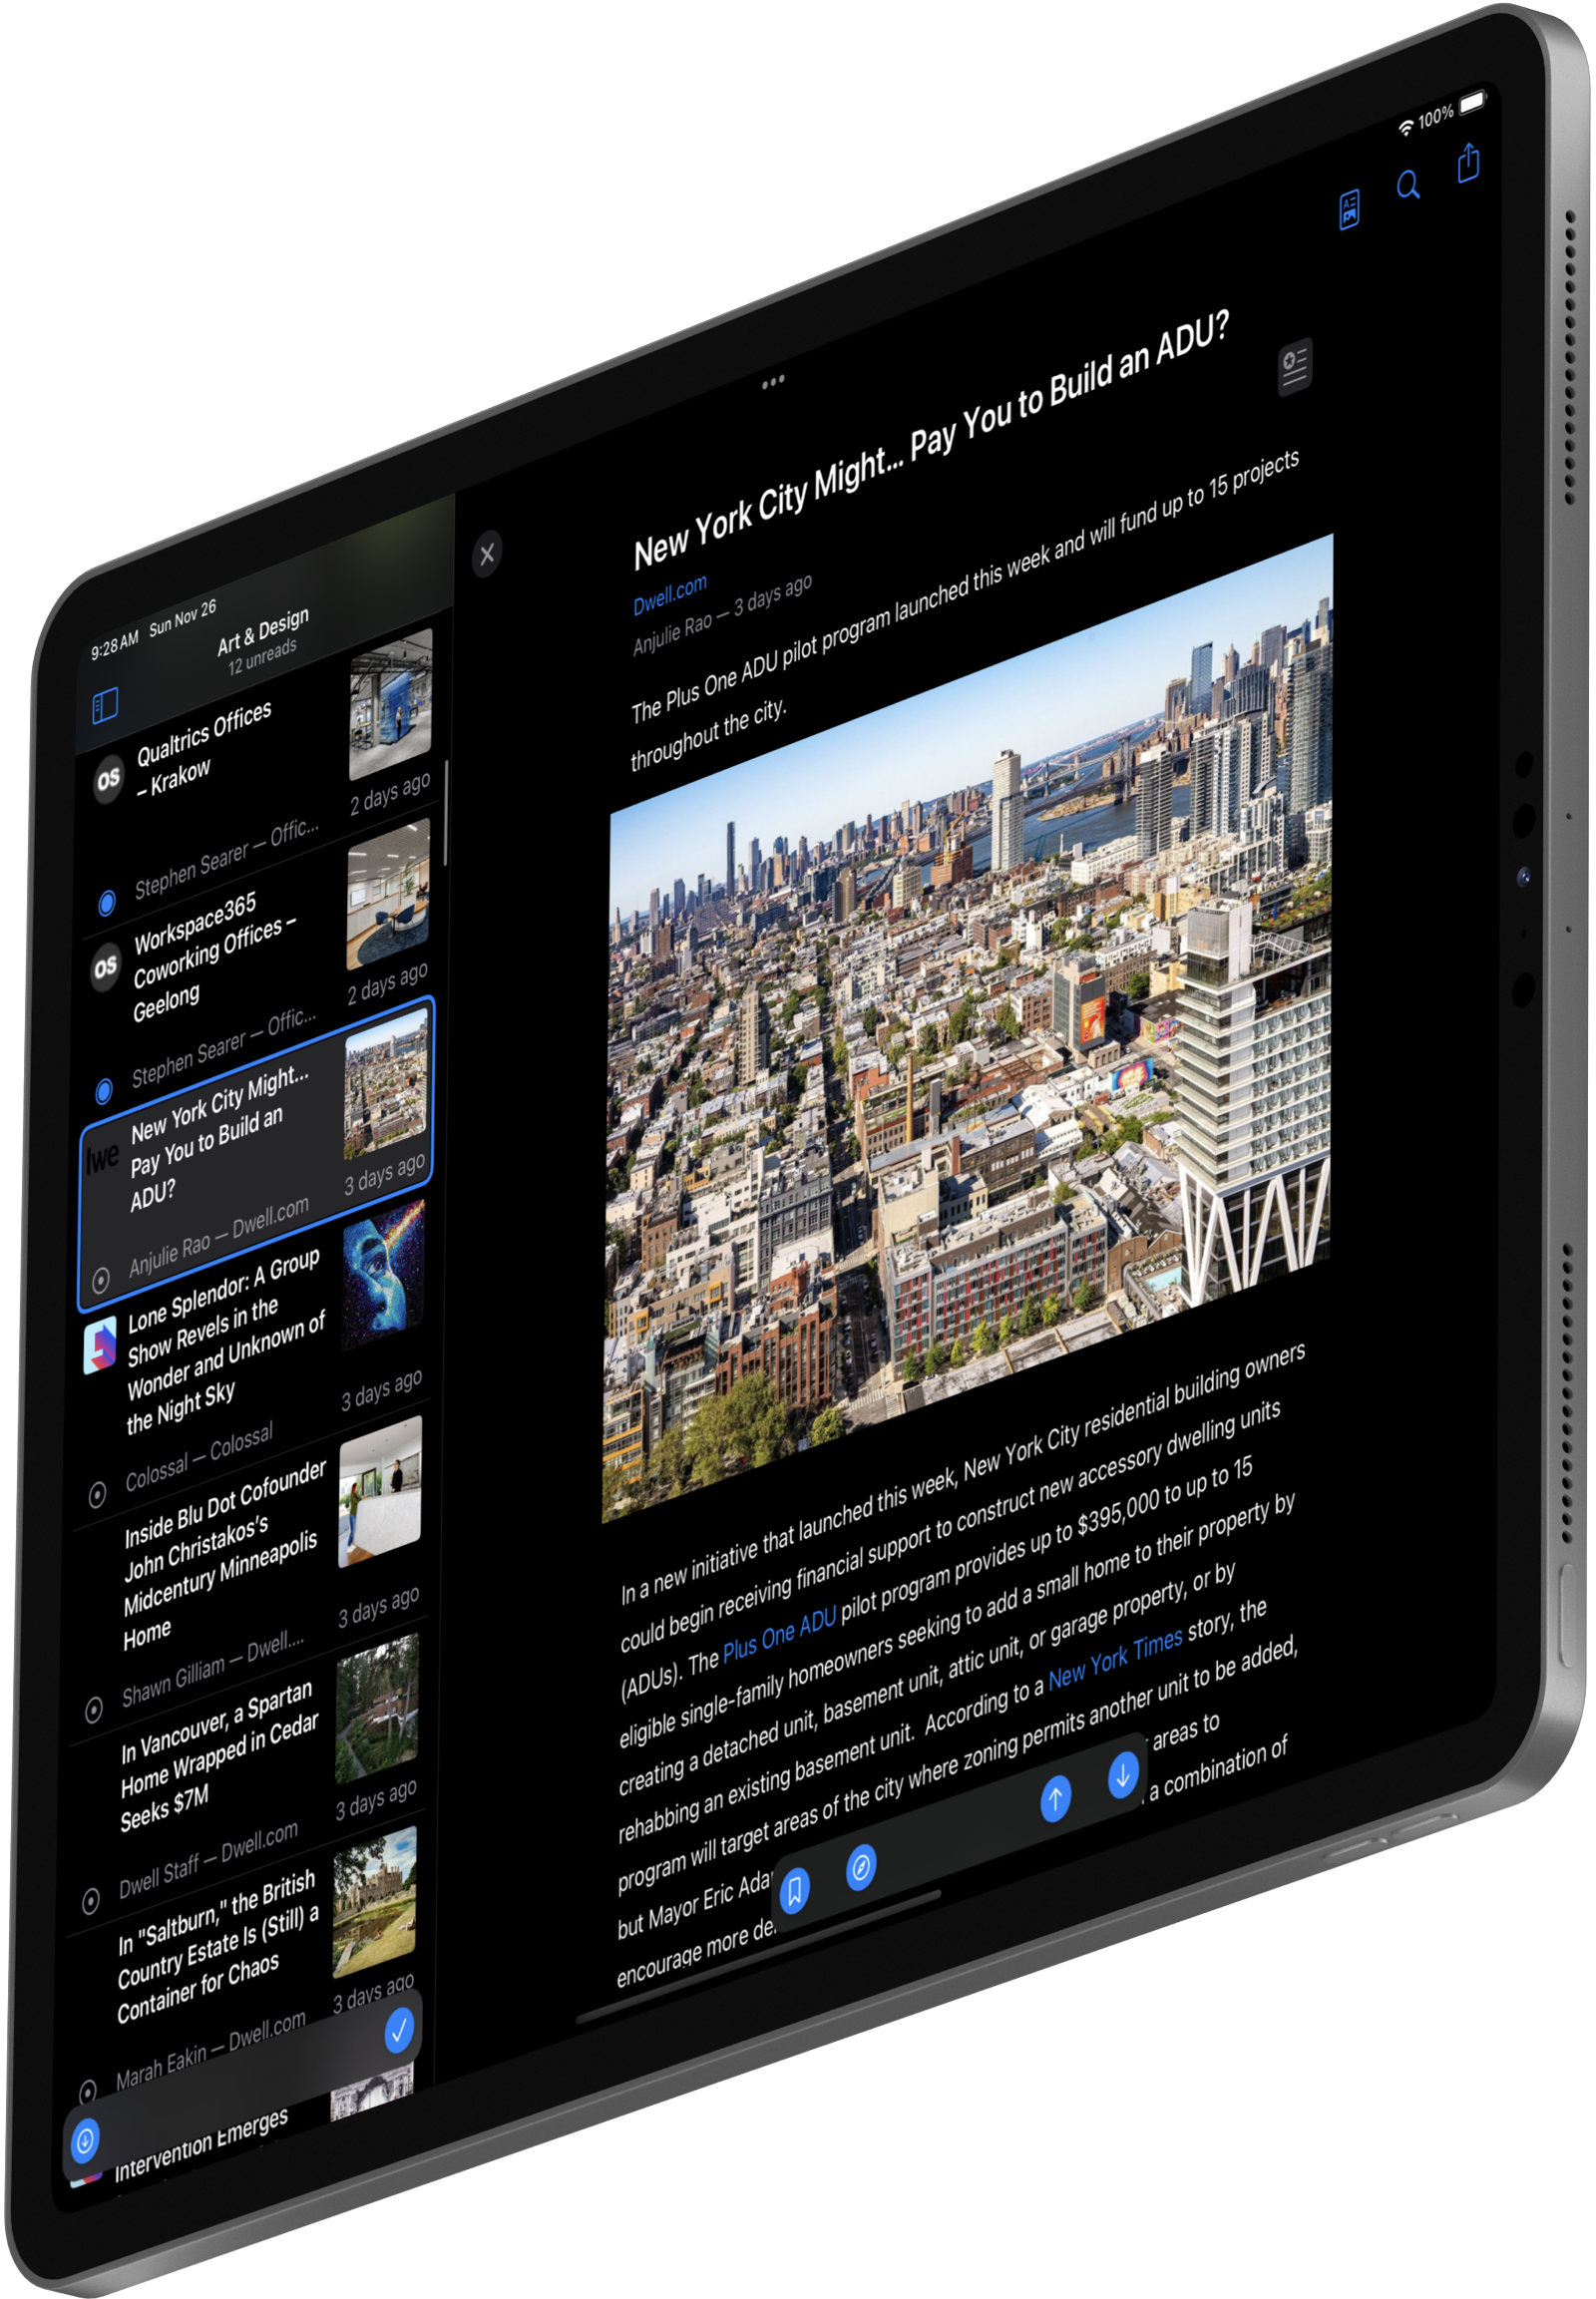 9:28 AM Sun Nov 26
100%
Art & Design
12 unreads
OS
Qualtrics Offices
– Krakow
2 days ago
Stephen Searer — Offic...
OS
Workspace365
Coworking Offices –
Geelong
2 days ago
Stephen Searer — Offic...
lwe
New York City Might...
Pay You to Build an
ADU?
3 days ago
Anjulie Rao — Dwell.com
Lone Splendor: A Group
Show Revels in the
Wonder and Unknown of
the Night Sky
3 days ago
Colossal — Colossal
Inside Blu Dot Cofounder
John Christakos's
Midcentury Minneapolis
Home
3 days ago
Shawn Gilliam — Dwell....
In Vancouver, a Spartan
Home Wrapped in Cedar
Seeks $7M
3 days ago
Dwell Staff — Dwell.com
In "Saltburn," the British
Country Estate Is (Still) a
Container for Chaos
3 days ago
Marah Eakin — Dwell.com
Intervention Emerges
New York City Might... Pay You to Build an ADU?
Dwell.com
Anjulie Rao — 3 days ago
The Plus One ADU pilot program launched this week and will fund up to 15 projects
throughout the city.
In a new initiative that launched this week, New York City residential building owners
could begin receiving financial support to construct new accessory dwelling units
(ADUs). The Plus One ADU pilot program provides up to $395,000 to up to 15
eligible single-family homeowners seeking to add a small home to their property by
creating a detached unit, basement unit, attic unit, or garage property, or by
rehabbing an existing basement unit. According to a New York Times story, the
program will target areas of the city where zoning permits another unit to be added,
but Mayor Eric Ada areas to
encourage more de a combination of